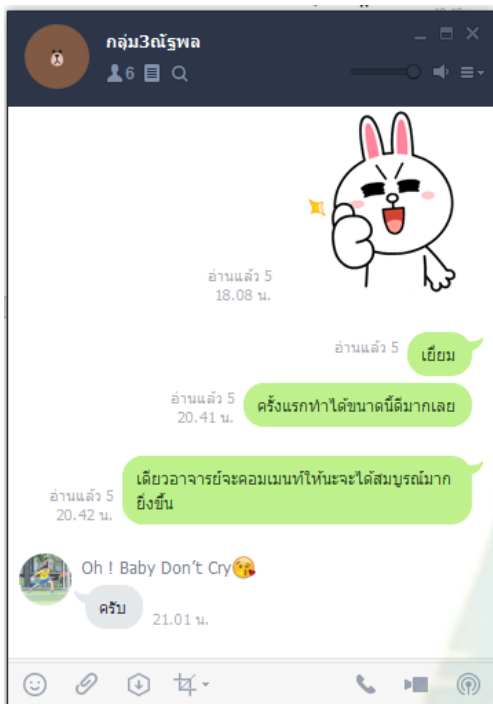 กลุ่ม3ณัฐพล
6
อ่านแล้ว 5
18.08 น.
อ่านแล้ว 5
เยี่ยม
อ่านแล้ว 5
20.41 น.
ครั้งแรกทำได้ขนาดนี้ดีมากเลย
เดียวอาจารย์จะคอมเมนท์ให้นะจะได้สมบูรณ์มาก
ยิ่งขึ้น
อ่านแล้ว 5
20.42 น.
Oh ! Baby Don't Cry😘
ครับ
21.01 น.